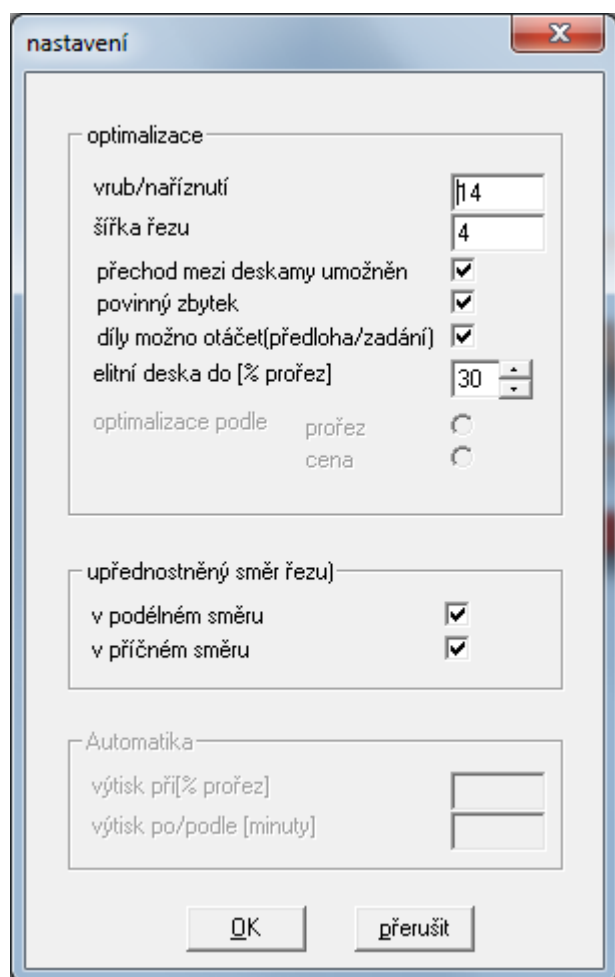 nastavení
optimalizace
vrub/naříznutí 14
šířka řezu 4
přechod mezi deskamy umožněn
povinný zbytek
díly možno otáčet(předloha/zadání)
elitní deska do [% prořez] 30
optimalizace podle prořez
cena
upřednostněný směr řezu)
v podélném směru
v příčném směru
Automatika
výtisk při[% prořez]
výtisk po/podle [minuty]
OK přerušit